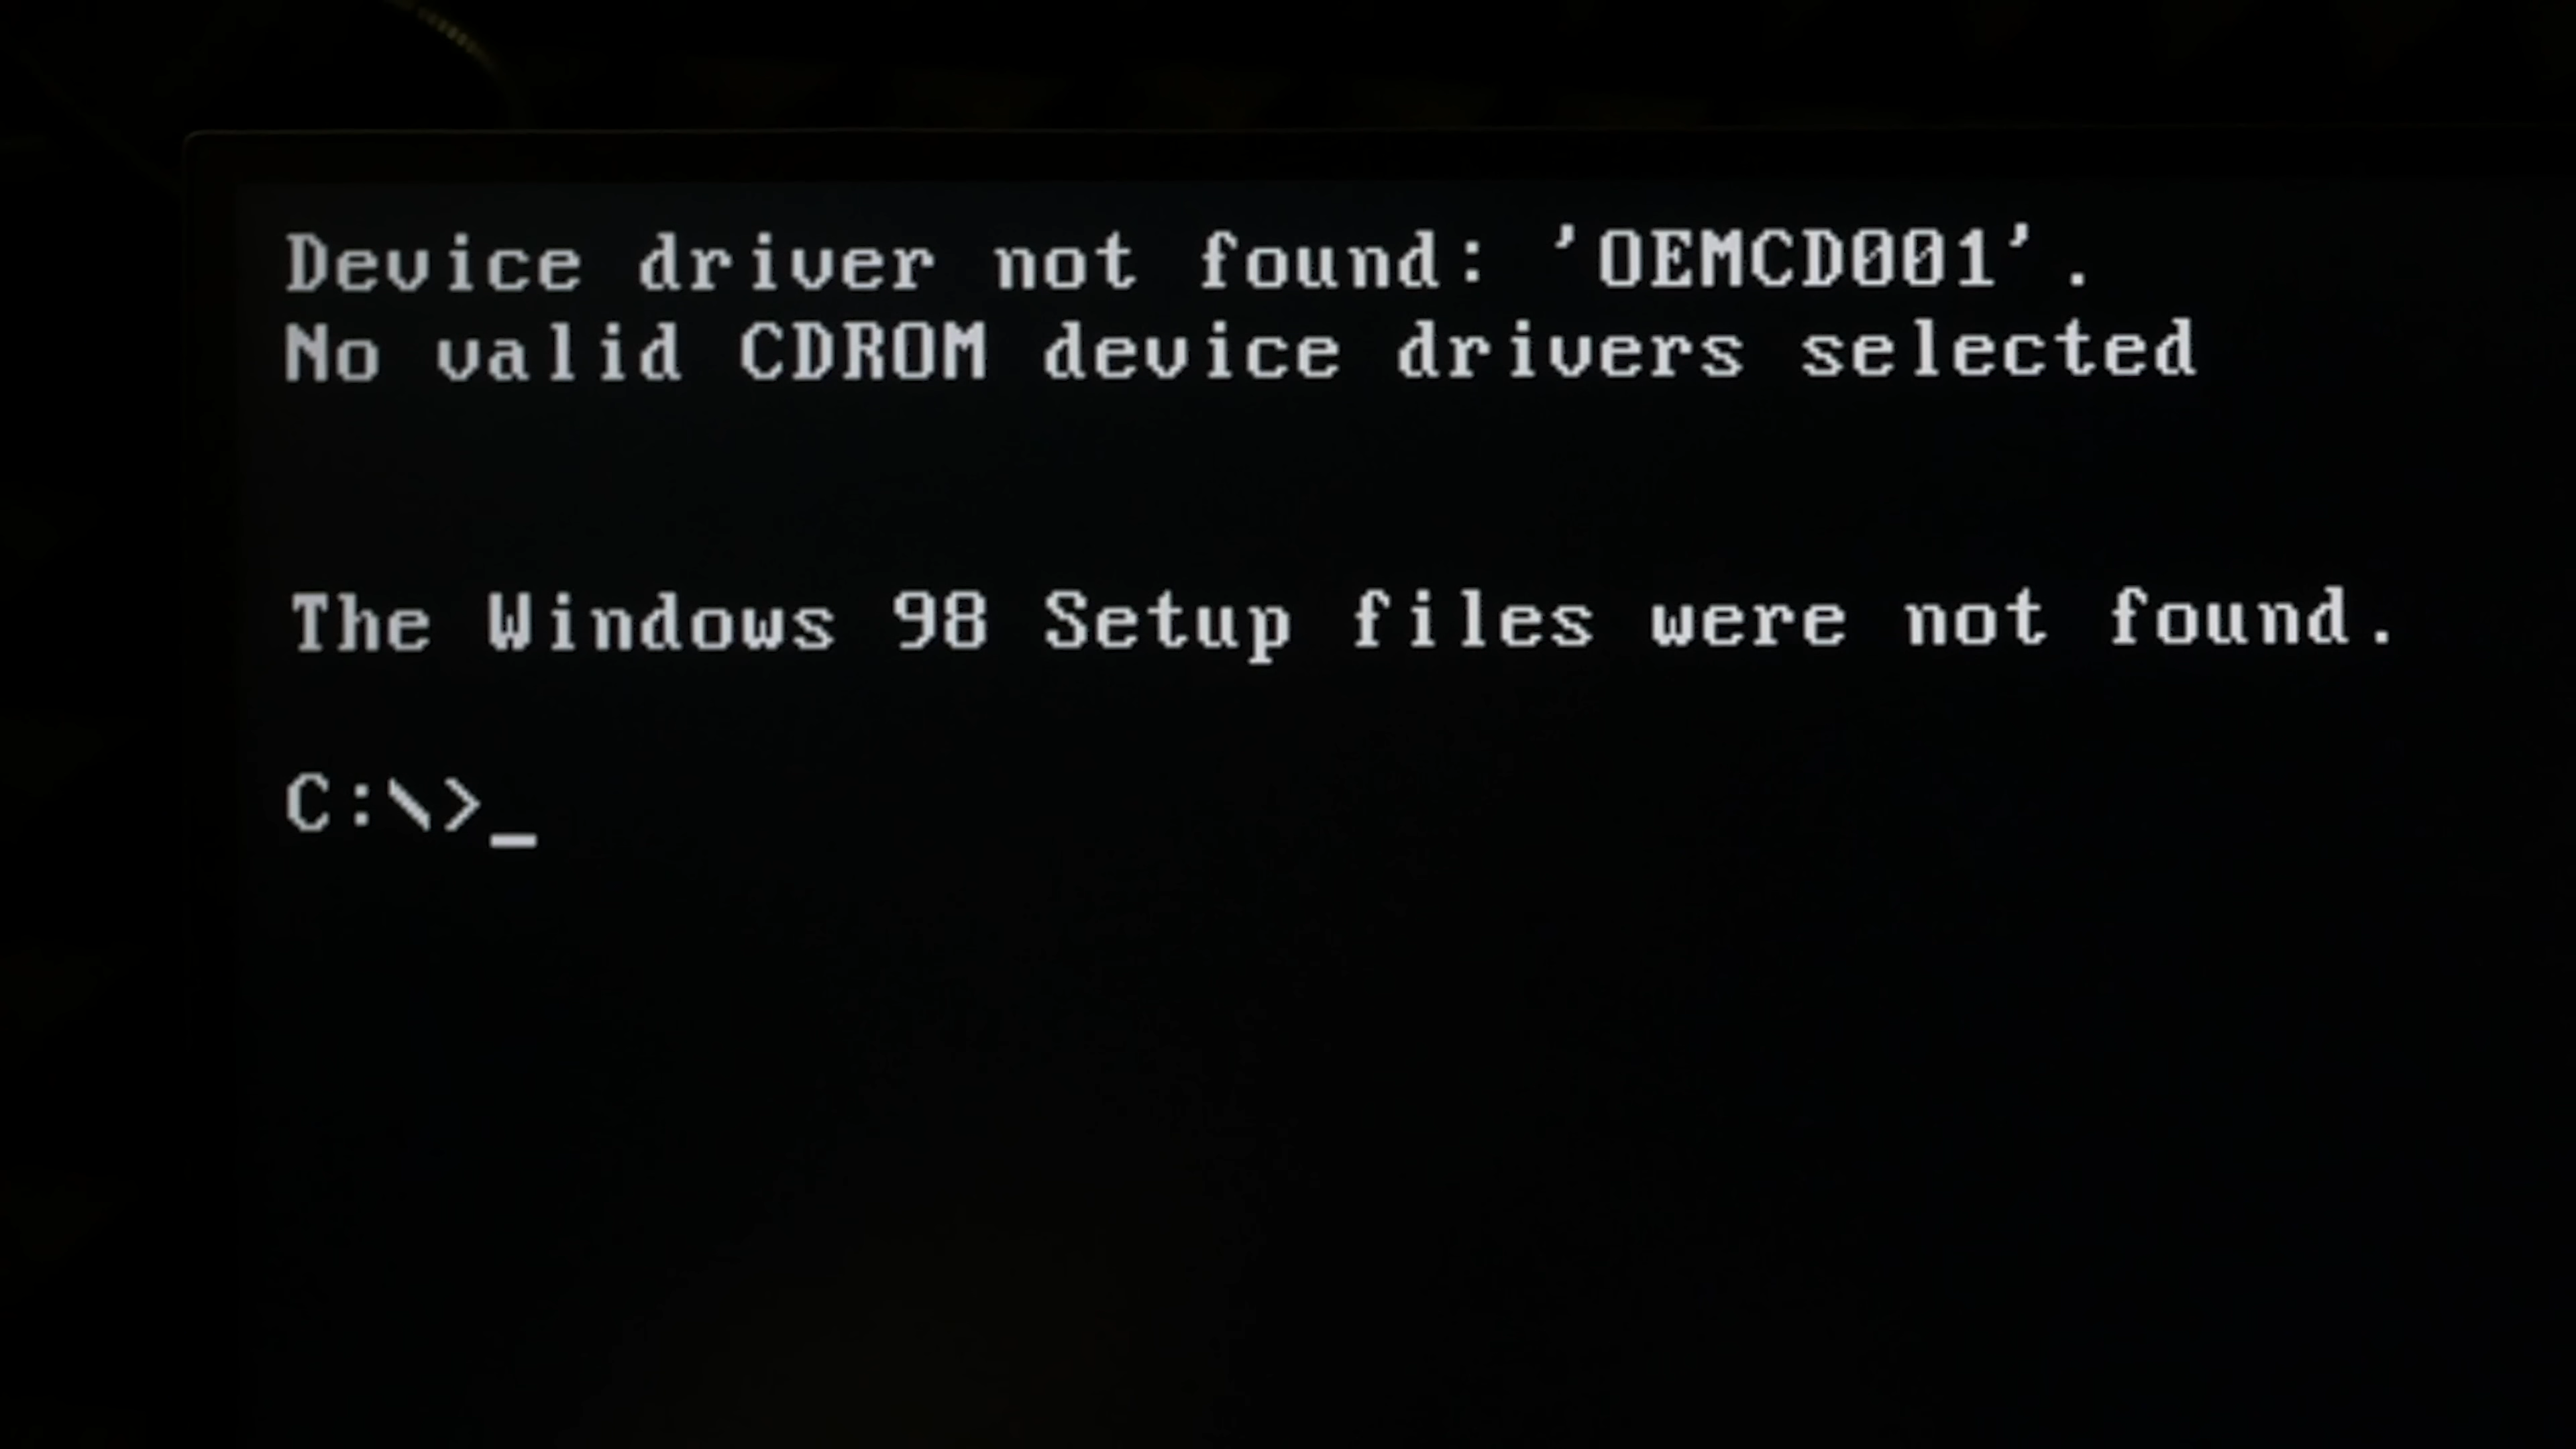 Device driver not found: 'OEMCD001'.
No valid CDROM device drivers selected
The Windows 98 Setup files were not found.
C:\>_